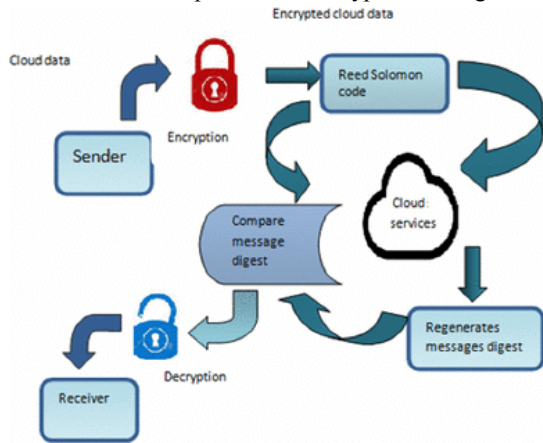 Encrypted cloud data
Cloud data
Reed Solomon
code
Encryption
Sender
Cloud:
services
Compare
message
digest
Regenerates
messages digest
Decryption
Receiver